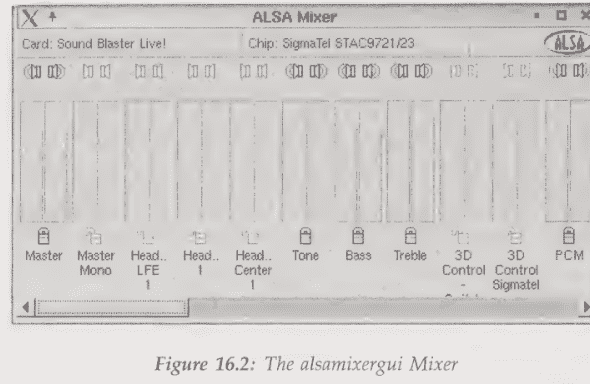 ALSA Mixer
Card: Sound Blaster Live!
Chip: SigmaTel STAC9721/23
ALSA
Master
Master Mono
Head.. LFE 1
Head.. 1
Head.. Center 1
Tone
Bass
Treble
3D Control -
3D Control Sigmatel
PCM
Figure 16.2: The alsamixergui Mixer